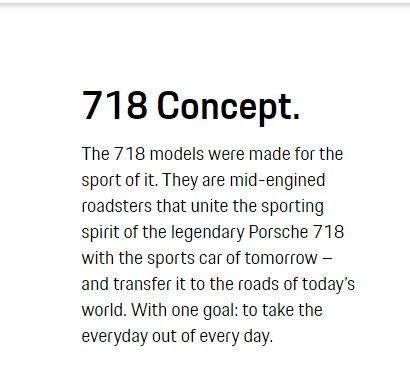 718 Concept.
The 718 models were made for the
sport of it. They are mid-engined
roadsters that unite the sporting
spirit of the legendary Porsche 718
with the sports car of tomorrow –
and transfer it to the roads of today’s
world. With one goal: to take the
everyday out of every day.